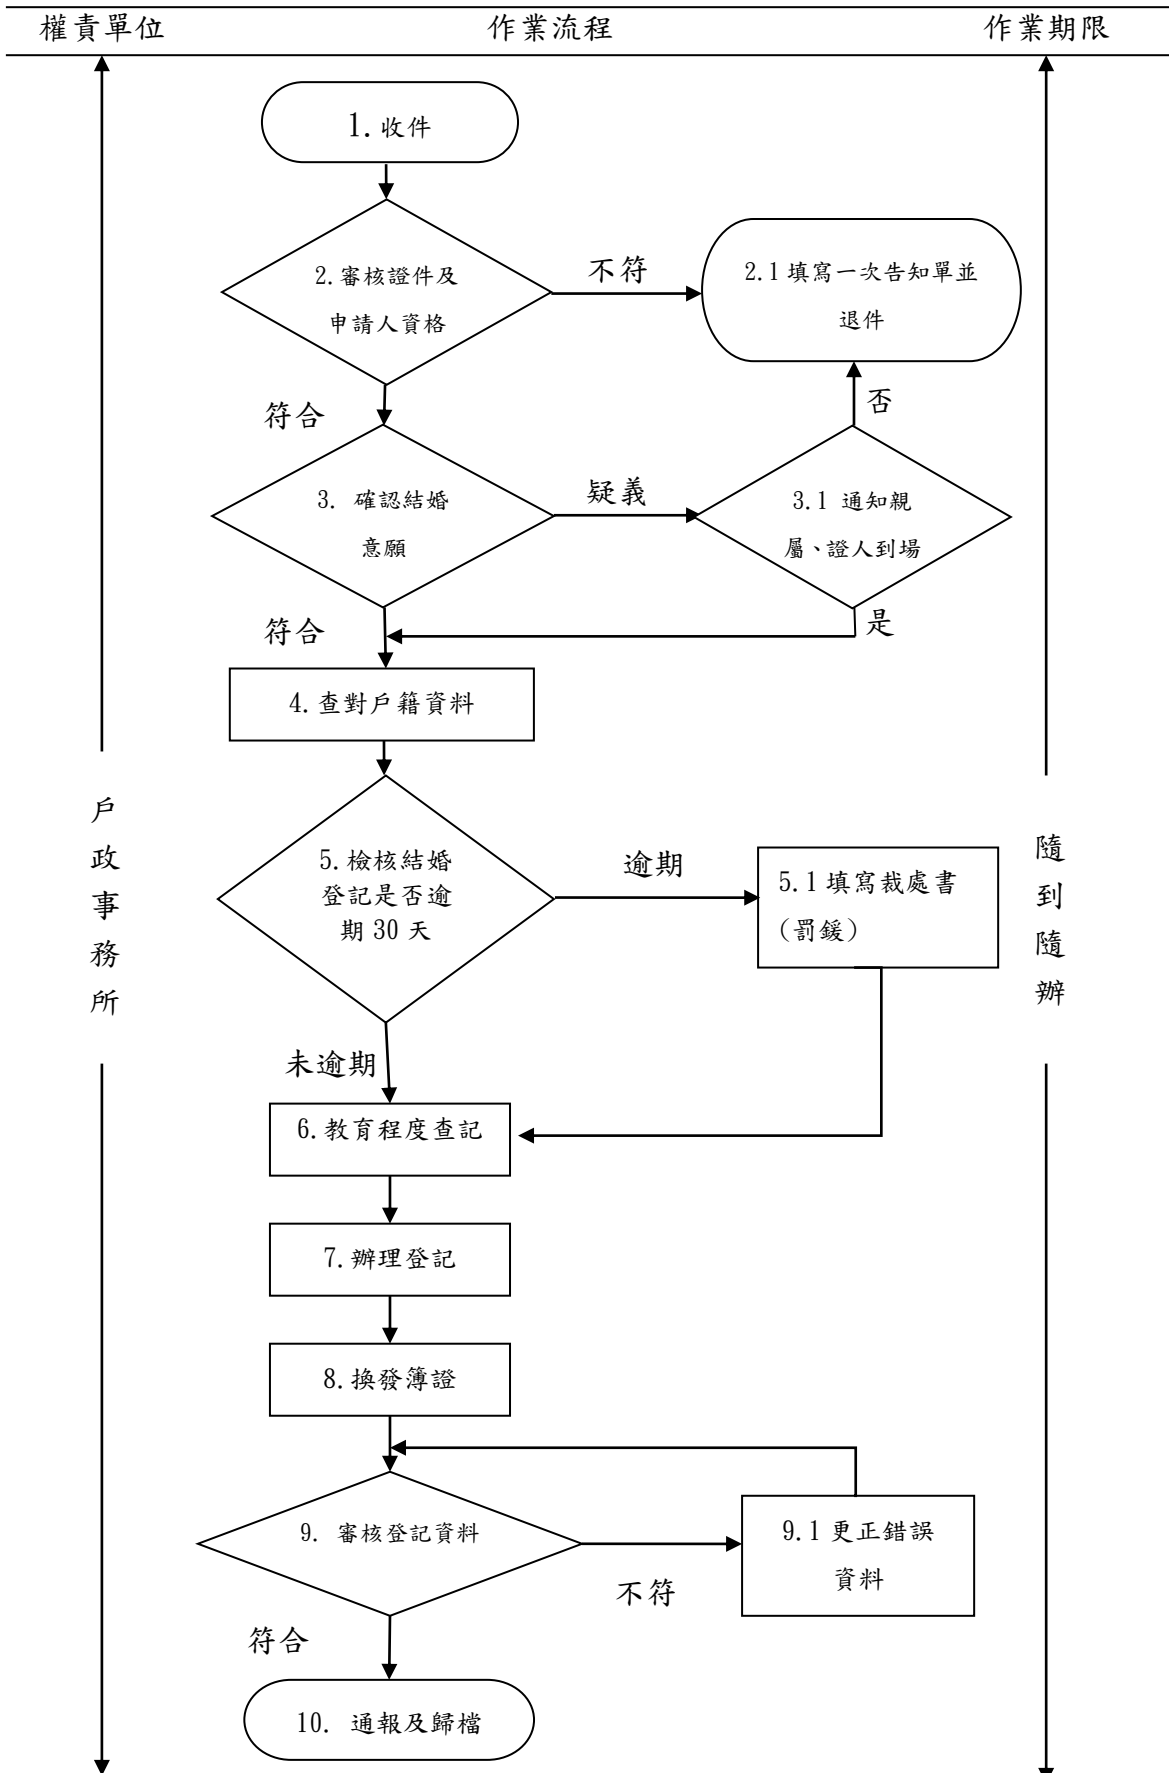 權責單位 作業流程 作業期限
1.收件
2.審核證件及
申請人資格
不符
2.1填寫一次告知單並
退件
符合
否
3. 確認結婚
意願
疑義
3.1 通知親
屬、證人到場
符合
是
4.查對戶籍資料
戶
政
事
務
所
5.檢核結婚
登記是否逾
期30天
逾期
5.1填寫裁處書
(罰鍰)
隨
到
隨
辦
未逾期
6.教育程度查記
7.辦理登記
8.換發簿證
9. 審核登記資料
不符
9.1更正錯誤
資料
符合
10. 通報及歸檔